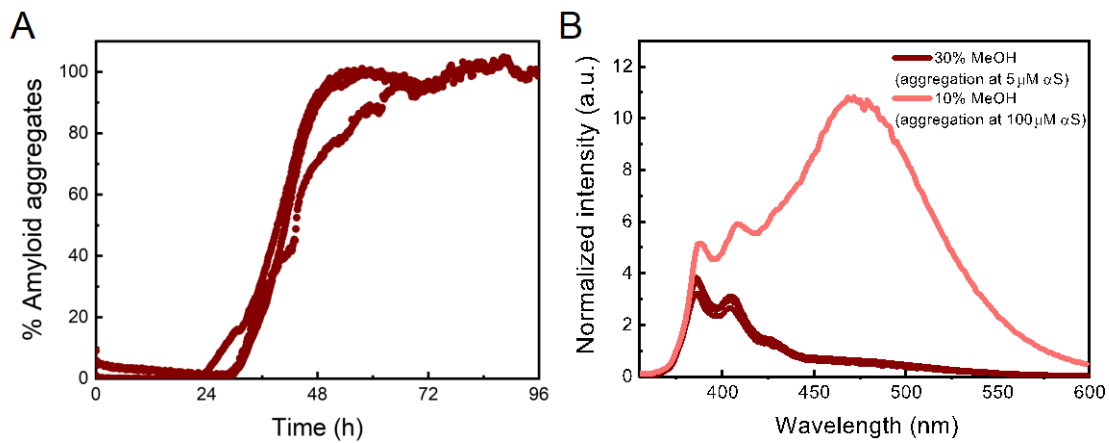 A
% Amyloid aggregates
100
80
60
40
20
0
0 24 48 72 96
Time (h)
B
Normalized intensity (a.u.)
12
10
8
6
4
2
0
30% MeOH
(aggregation at 5µM αS)
10% MeOH
(aggregation at 100µM αS)
400 450 500 550 600
Wavelength (nm)